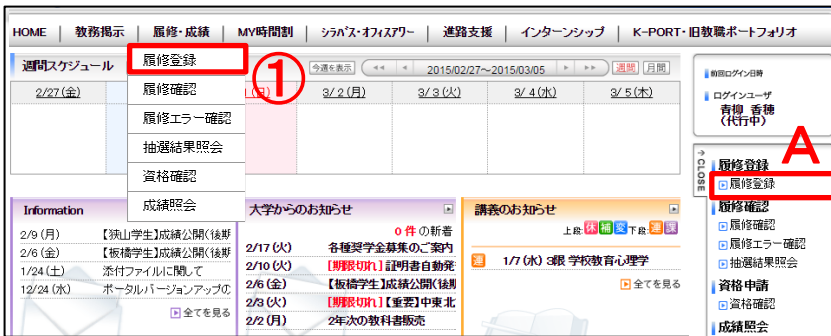 HOME 教務掲示 履修・成績 MY時間割 シラバス・オフィスアワー 進路支援 インターンシップ K-PORT・旧教職ポートフォリオ
週間スケジュール
今週を表示 2015/02/27～2015/03/05 週間 月間
2/27(金) (日) 3/2(月) 3/3(火) 3/4(水) 3/5(木)
履修登録
履修確認
履修エラー確認
抽選結果照会
資格確認
成績照会
①
前回ログイン日時
ログインユーザ
青柳 香穂
(代行中)
A
CLOSE
履修登録
履修登録
履修確認
履修確認
履修エラー確認
抽選結果照会
資格申請
資格確認
成績照会
Information
2/9(月) 【狭山学生】成績公開(後期
2/6(金) 【板橋学生】成績公開(後期
1/24(土) 添付ファイルに関して
12/24(水) ポータルバージョンアップの
全てを見る
大学からのお知らせ
0件の新着
2/17(火) 各種奨学金募集のご案内
2/10(火) [期限切れ]証明書自動発
2/6(金) 【板橋学生】成績公開(後期
2/3(火) [期限切れ]【重要】中東北
2/2(月) 2年次の教科書販売
講義のお知らせ
上段:休補変下段:連課
連 1/7(水) 3限 学校教育心理学
全てを見る